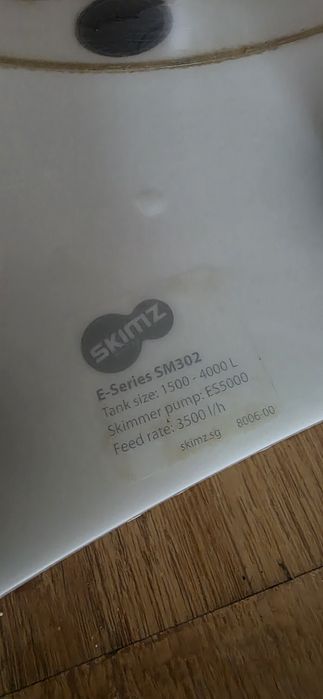 SKIMZ
E-Series SM302
Tank size: 1500 - 4000 L
Skimmer pump: ES5000
Feed rate: 3500 l/h
skimz.sg 8006-00